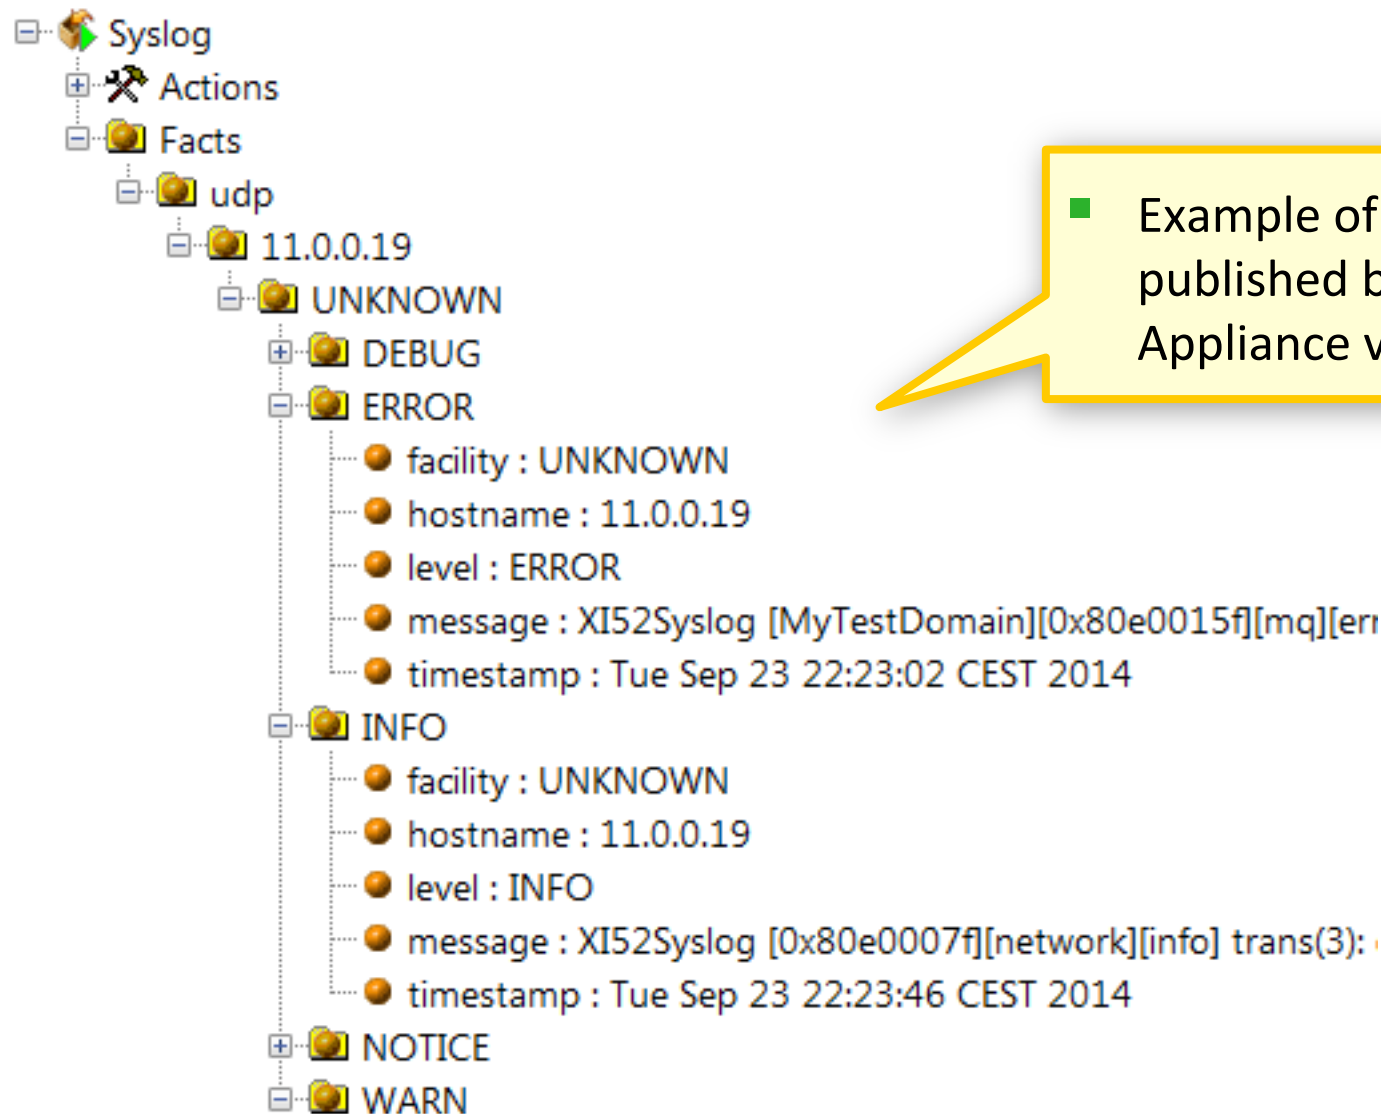 Syslog
Actions
Facts
udp
11.0.0.19
UNKNOWN
DEBUG
ERROR
facility : UNKNOWN
hostname : 11.0.0.19
level : ERROR
message : XI52Syslog [MyTestDomain][0x80e0015f][mq][err
timestamp : Tue Sep 23 22:23:02 CEST 2014
INFO
facility : UNKNOWN
hostname : 11.0.0.19
level : INFO
message : XI52Syslog [0x80e0007f][network][info] trans(3):
timestamp : Tue Sep 23 22:23:46 CEST 2014
NOTICE
WARN
Example of
published
Appliance